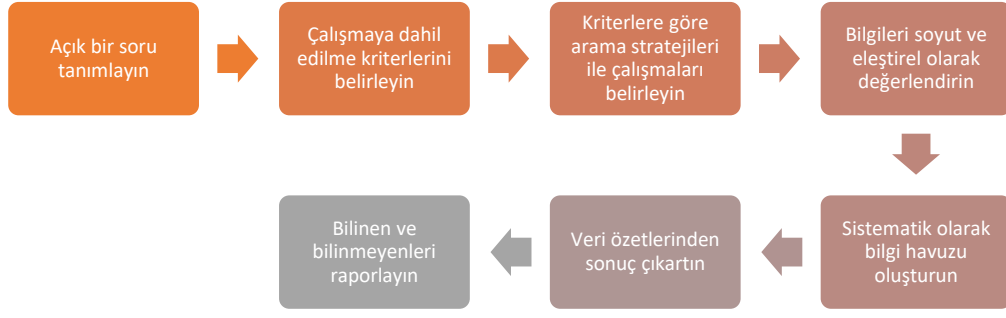 Açık bir soru
tanımlayın
Çalışmaya dahil
edilme kriterlerini
belirleyin
Kriterlere göre
arama stratejileri
ile çalışmaları
belirleyin
Bilgileri soyut ve
eleştirel olarak
değerlendirin
Sistematik olarak
bilgi havuzu
oluşturun
Veri özetlerinden
sonuç çıkartın
Bilinen ve
bilinmeyenleri
raporlayın